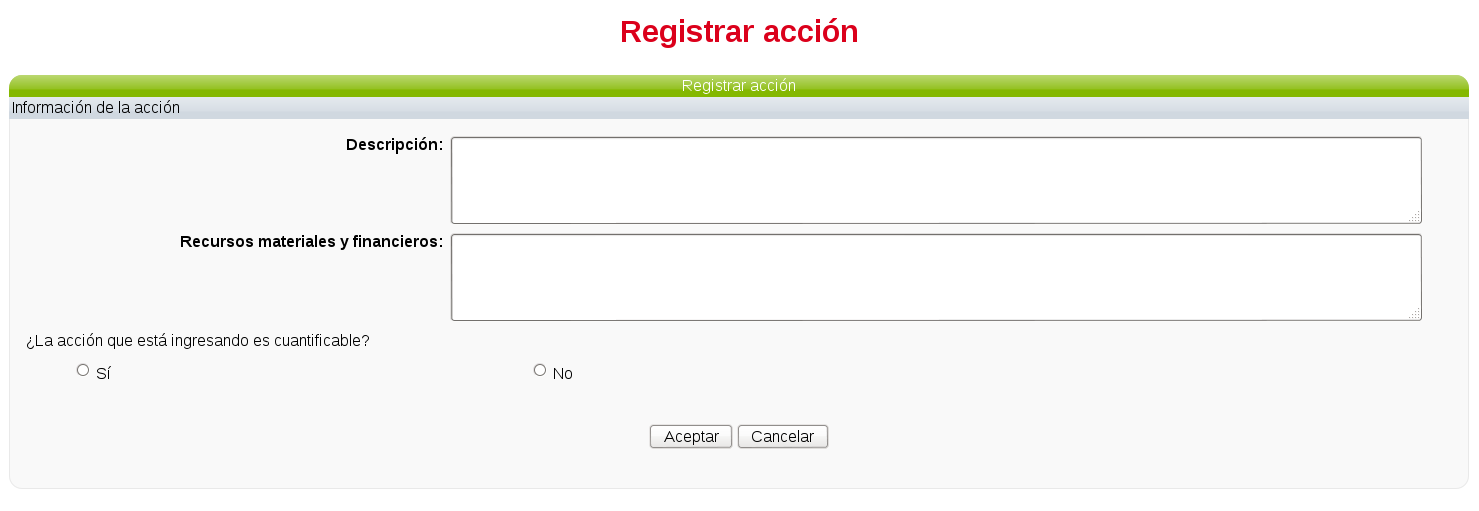 Registrar acción
Registrar acción
Información de la acción
Descripción:
Recursos materiales y financieros:
¿La acción que está ingresando es cuantificable?
Sí No
Aceptar Cancelar